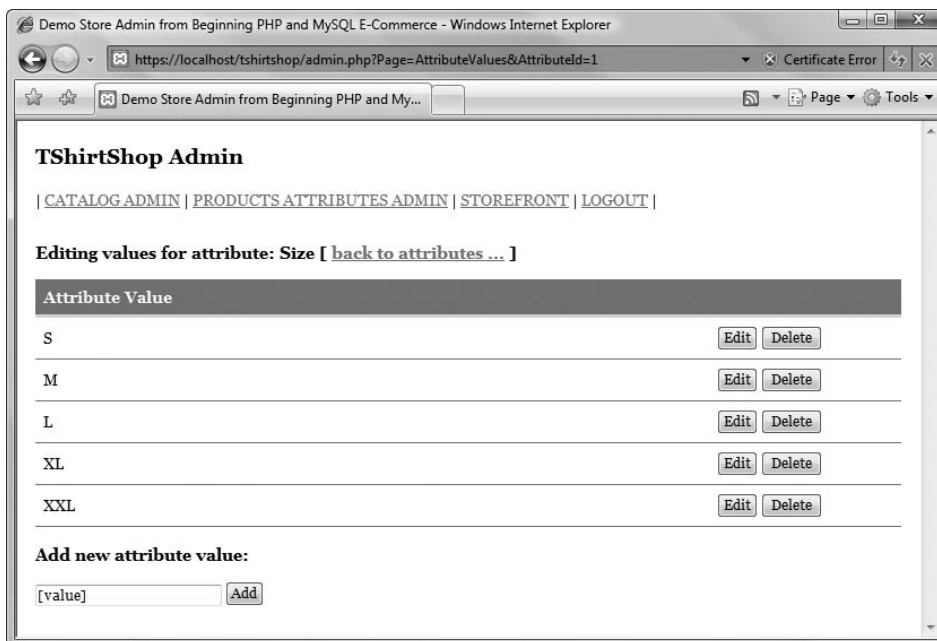 Demo Store Admin from Beginning PHP and MySQL E-Commerce - Windows Internet Explorer
https://localhost/tshirtshop/admin.php?Page=AttributeValues&AttributeId=1
Certificate Error
Demo Store Admin from Beginning PHP and My...
Page
Tools
TShirtShop Admin
| CATALOG ADMIN | PRODUCTS ATTRIBUTES ADMIN | STOREFRONT | LOGOUT |
Editing values for attribute: Size [ back to attributes ... ]
Attribute Value
S Edit Delete
M Edit Delete
L Edit Delete
XL Edit Delete
XXL Edit Delete
Add new attribute value:
[value] Add